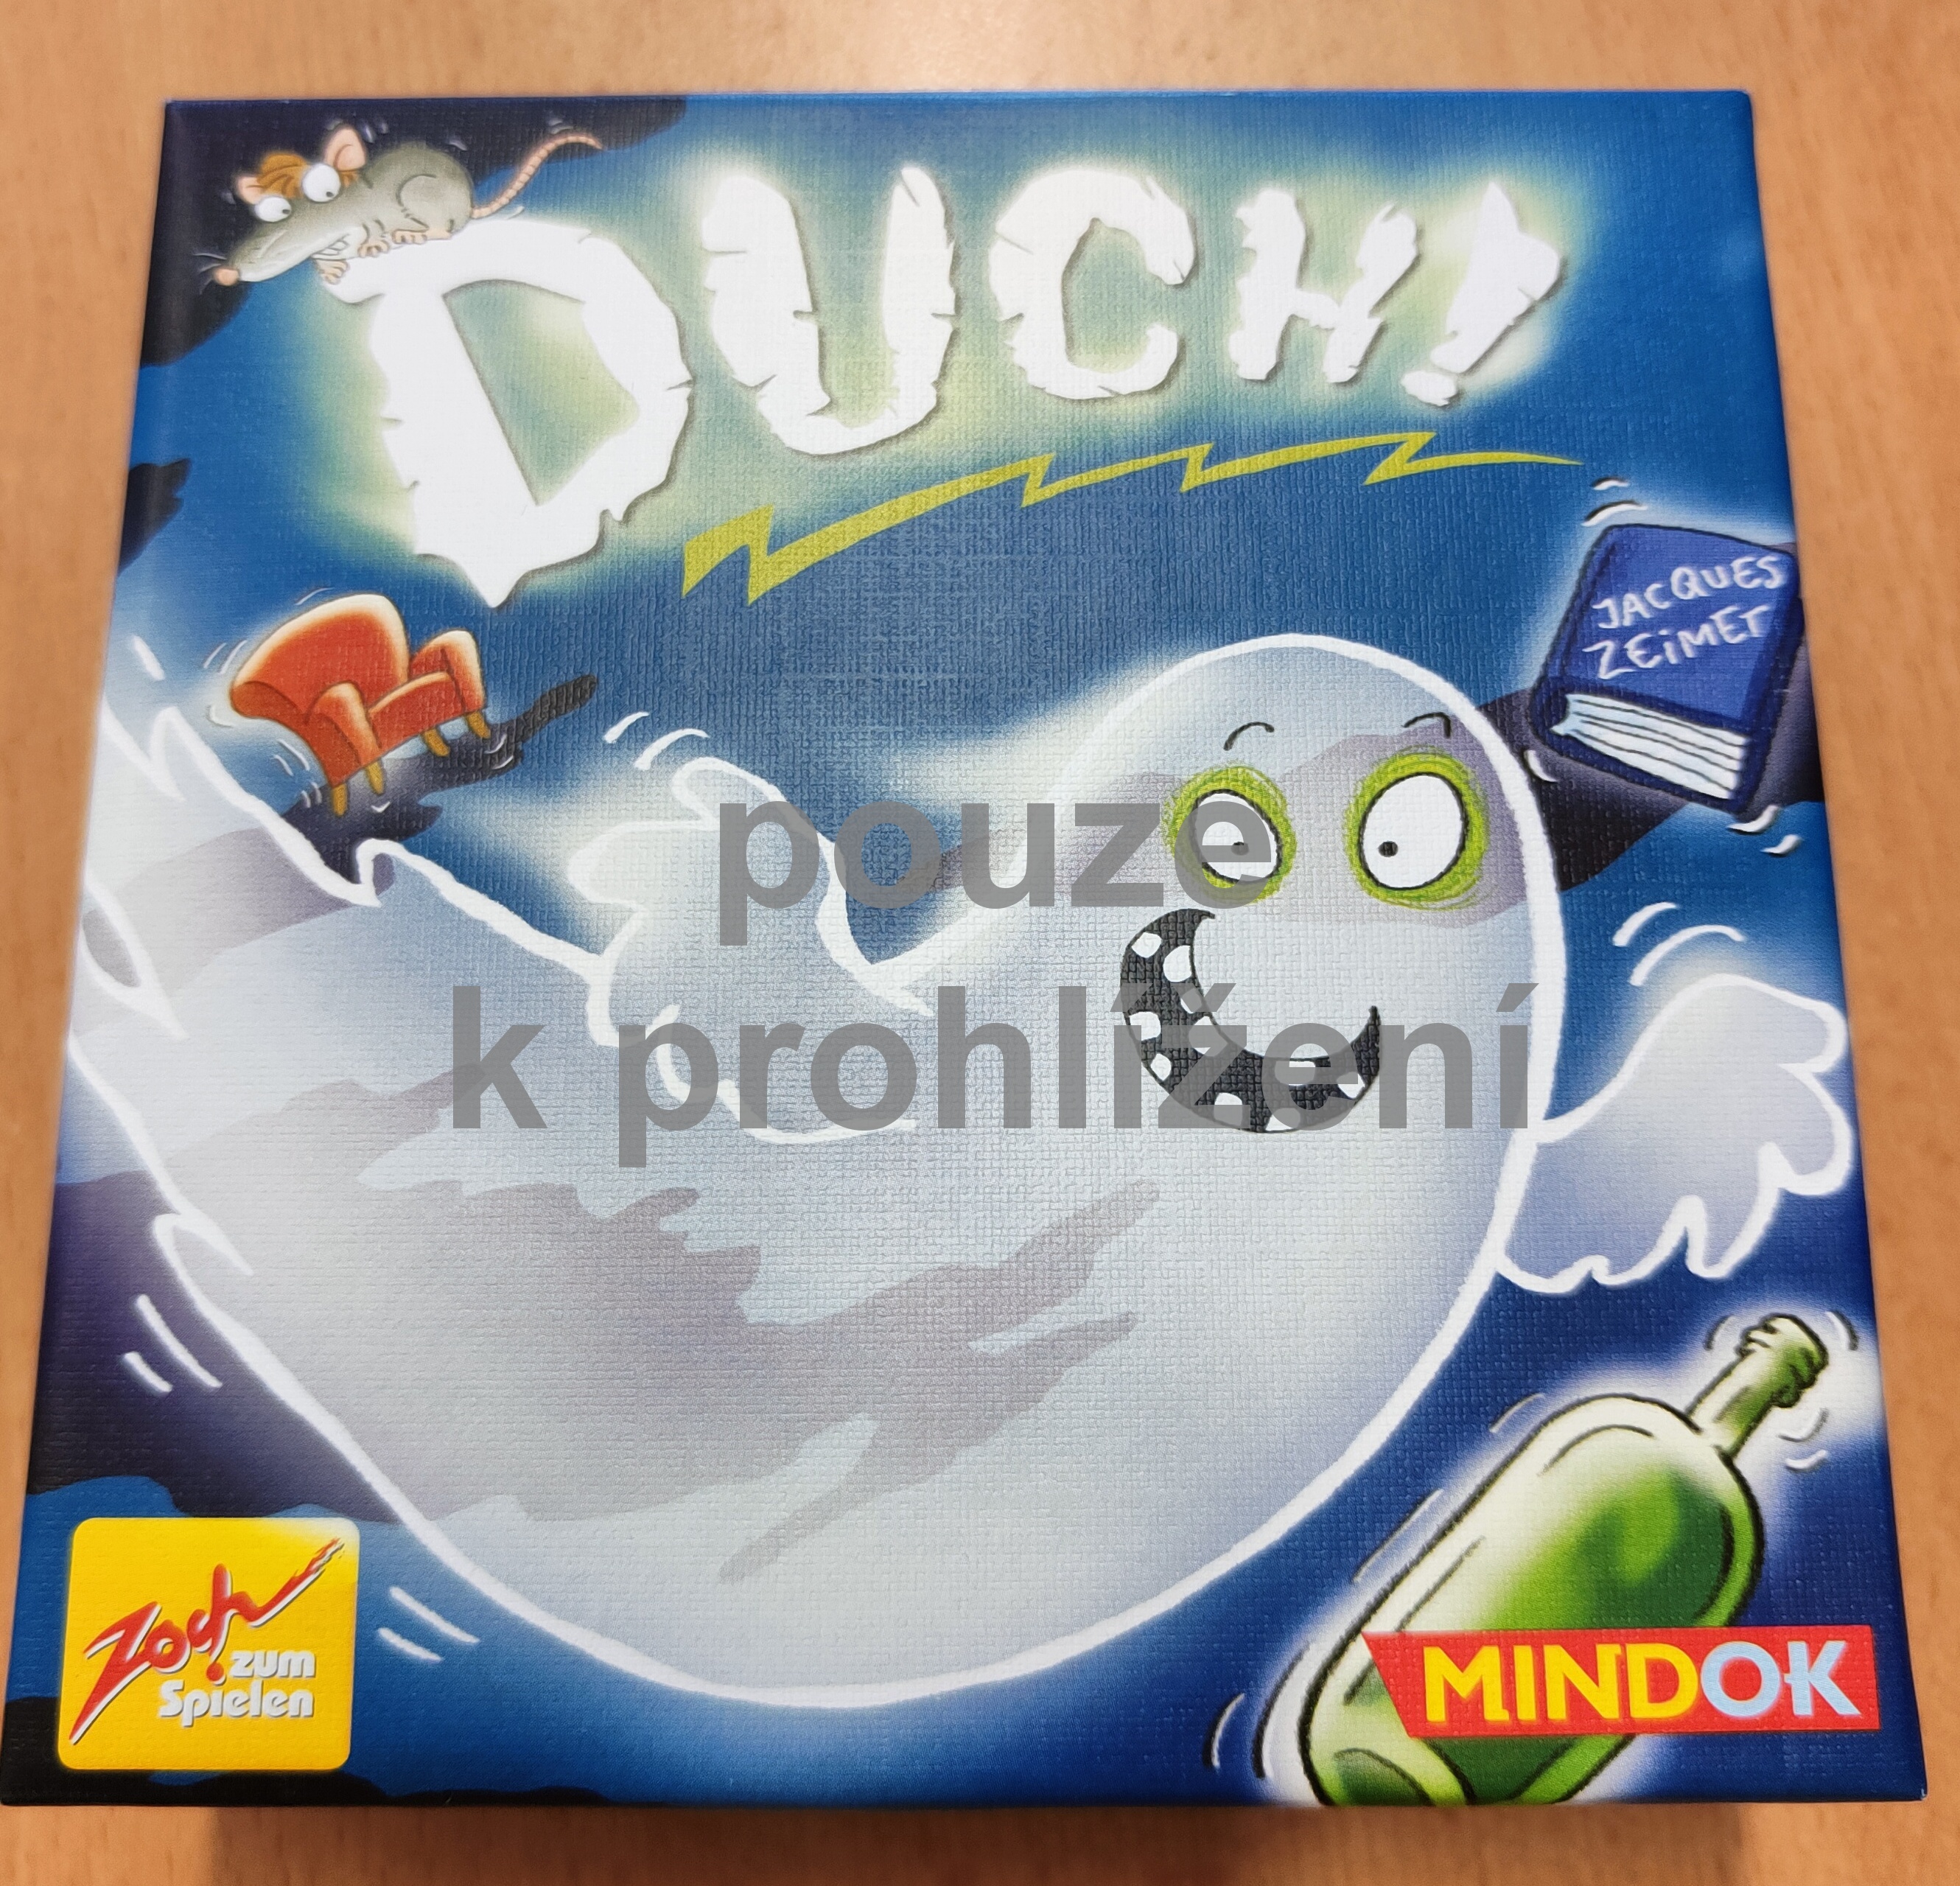 DUCH!
JACQUES
ZEIMET
pouze
k prohlížení
Zoch
zum
Spielen
MINDOK